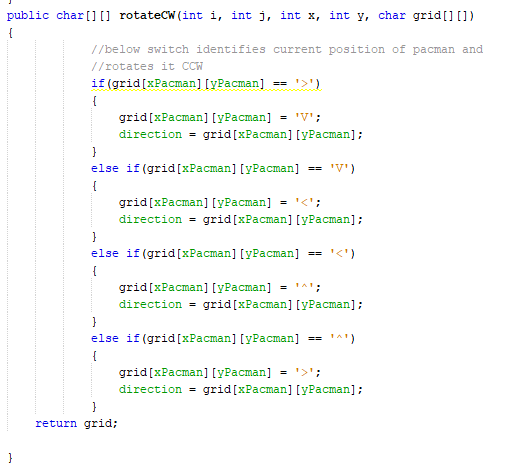 }
public char[][] rotateCW(int i, int j, int x, int y, char grid[][])
{
//below switch identifies current position of pacman and
//rotates it CCW
if(grid[xPacman][yPacman] == '>')
{
grid[xPacman][yPacman] = 'V';
direction = grid[xPacman][yPacman];
}
else if(grid[xPacman][yPacman] == 'V')
{
grid[xPacman][yPacman] = '<';
direction = grid[xPacman][yPacman];
}
else if(grid[xPacman][yPacman] == '<')
{
grid[xPacman][yPacman] = '^';
direction = grid[xPacman][yPacman];
}
else if(grid[xPacman][yPacman] == '^')
{
grid[xPacman][yPacman] = '>';
direction = grid[xPacman][yPacman];
}
return grid;
}